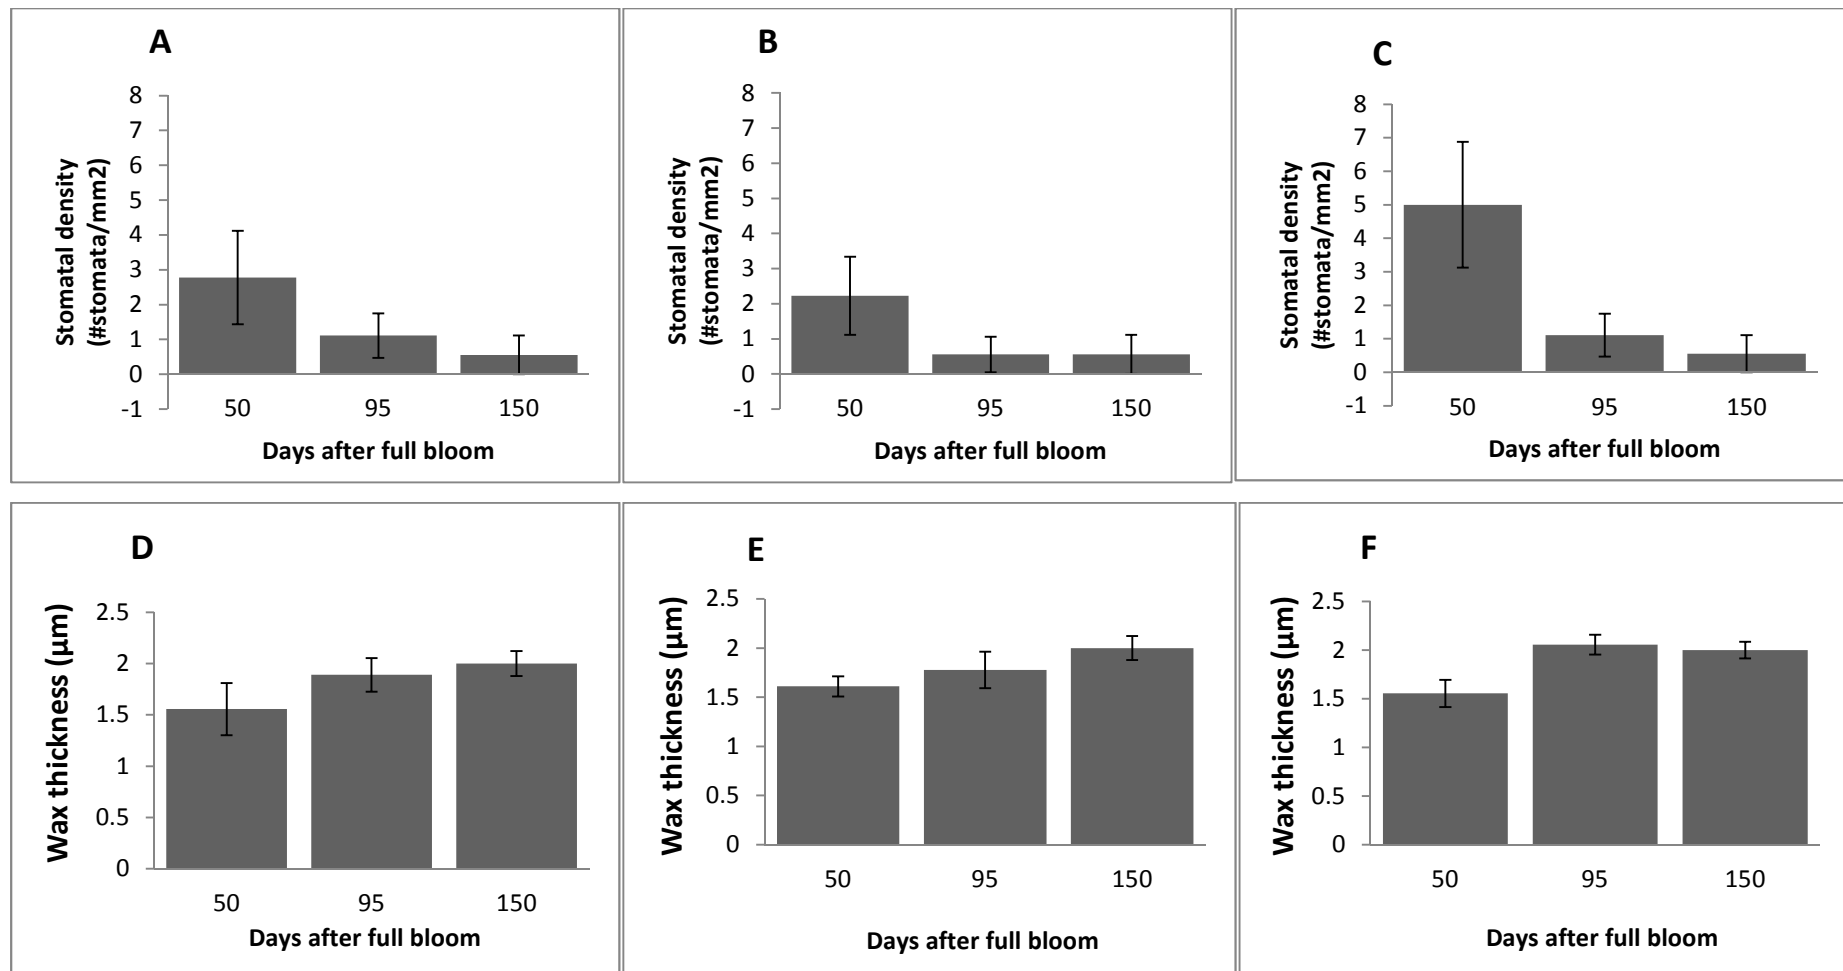 A
Stomatal density
(#stomata/mm2)
8
7
6
5
4
3
2
1
0
-1
50 95 150
Days after full bloom
B
Stomatal density
(#stomata/mm2)
8
7
6
5
4
3
2
1
0
-1
50 95 150
Days after full bloom
C
Stomatal density
(#stomata/mm2)
8
7
6
5
4
3
2
1
0
-1
50 95 150
Days after full bloom
D
Wax thickness (µm)
2.5
2
1.5
1
0.5
0
50 95 150
Days after full bloom
E
Wax thickness (µm)
2.5
2
1.5
1
0.5
0
50 95 150
Days after full bloom
F
Wax thickness (µm)
2.5
2
1.5
1
0.5
0
50 95 150
Days after full bloom